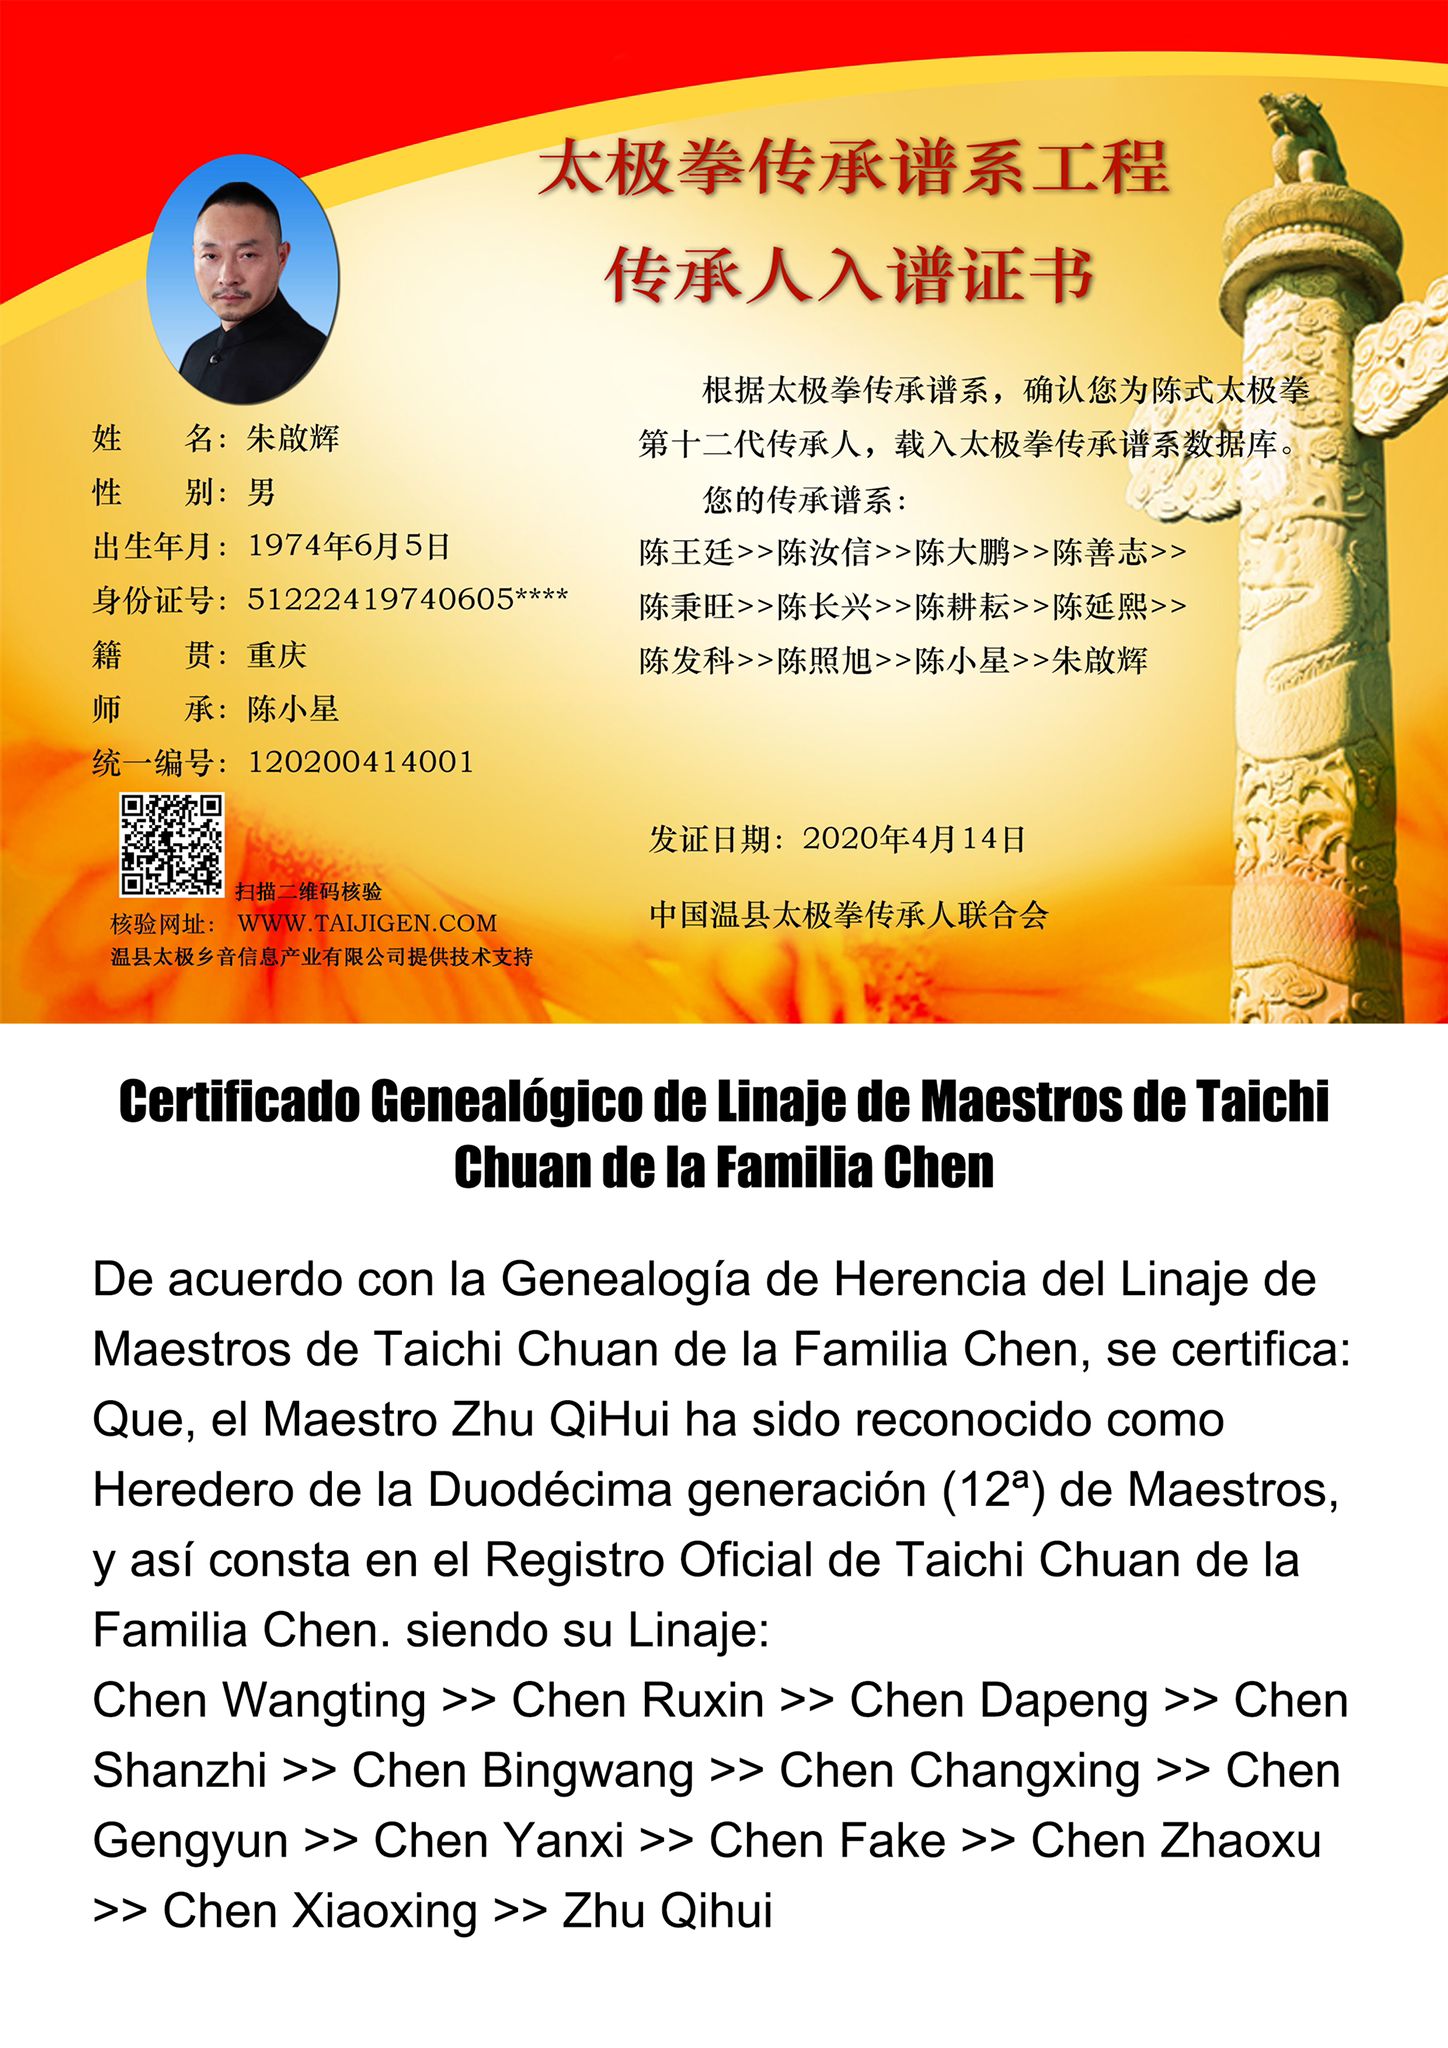 太极拳传承谱系工程
传承人入谱证书
姓 名：朱啟辉
性 别：男
出生年月：1974年6月5日
身份证号：51222419740605****
籍 贯：重庆
师 承：陈小星
统一编号：120200414001
扫描二维码核验
核验网址： WWW.TAIJIGEN.COM
温县太极乡音信息产业有限公司提供技术支持
根据太极拳传承谱系，确认您为陈式太极拳
第十二代传承人，载入太极拳传承谱系数据库。
您的传承谱系：
陈王廷>>陈汝信>>陈大鹏>>陈善志>>
陈秉旺>>陈长兴>>陈耕耘>>陈延熙>>
陈发科>>陈照旭>>陈小星>>朱啟辉
发证日期：2020年4月14日
中国温县太极拳传承人联合会
Certificado Genealógico de Linaje de Maestros de Taichi
Chuan de la Familia Chen
De acuerdo con la Genealogía de Herencia del Linaje de
Maestros de Taichi Chuan de la Familia Chen, se certifica:
Que, el Maestro Zhu QiHui ha sido reconocido como
Heredero de la Duodécima generación (12ª) de Maestros,
y así consta en el Registro Oficial de Taichi Chuan de la
Familia Chen. siendo su Linaje:
Chen Wangting >> Chen Ruxin >> Chen Dapeng >> Chen
Shanzhi >> Chen Bingwang >> Chen Changxing >> Chen
Gengyun >> Chen Yanxi >> Chen Fake >> Chen Zhaoxu
>> Chen Xiaoxing >> Zhu Qihui